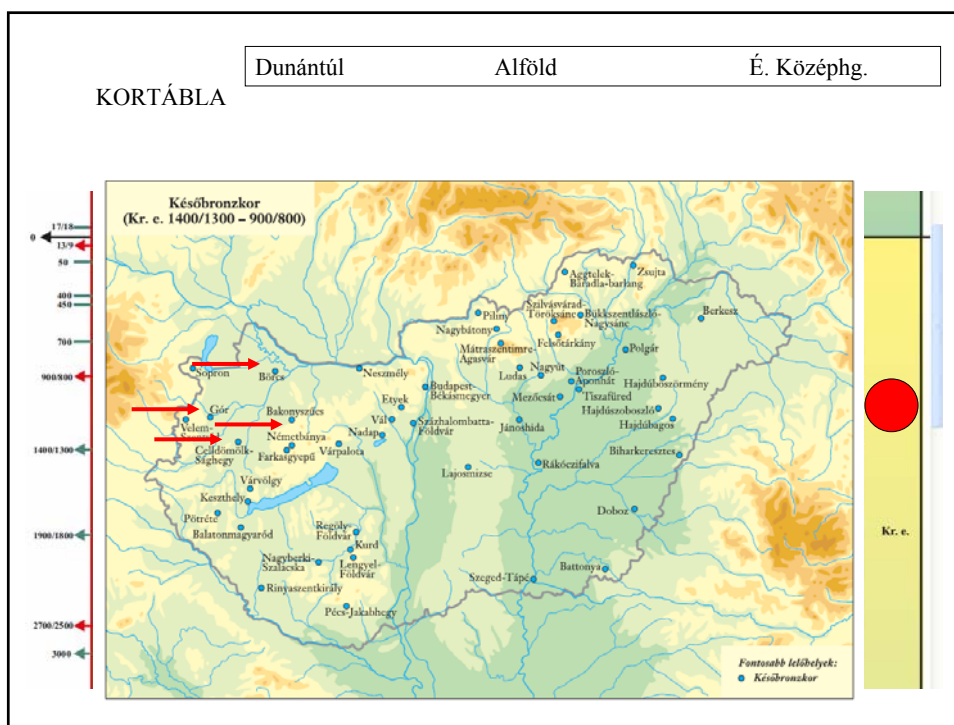 Dunántúl Alföld É. Középhg.
KORTÁBLA
Későbronzkor
(Kr. e. 1400/1300 – 900/800)
17/18
0
13/9
50
400
450
700
900/800
1400/1300
1900/1800
2700/2500
3000
Aggtelek-
Baradla-barlang
Zsujta
Szilvásvárad-
Töröksánc
Bükkszentlászló-
Nagysánc
Berkesz
Piliny
Nagybátony
Felsőtárkány
Mátraszentimre-
Ágasvár
Polgár
Ludas
Nagyút
Poroszló-
Aponhát
Hajdúböszörmény
Sopron
Börcs
Neszmély
Budapest-
Békásmegyer
Mezőcsát
Tiszafüred
Hajdúszoboszló
Etyek
Gór
Bakonyszűcs
Vál
Százhalombatta-
Földvár
Jánoshida
Hajdúbagos
Velem-
Németbánya
Nadap
Celldömölk-
Sághegy
Farkasgyepű
Várpalota
Biharkeresztes
Lajosmizse
Rákóczifalva
Várvölgy
Keszthely
Pötréte
Balatonmagyaród
Doboz
Regöly-
Földvár
Kurd
Nagyberki-
Szalacska
Lengyel-
Földvár
Rinyaszentkirály
Szeged-Tápé
Battonya
Pécs-Jakabhegy
Kr. e.
Fontosabb lelőhelyek:
Későbronzkor